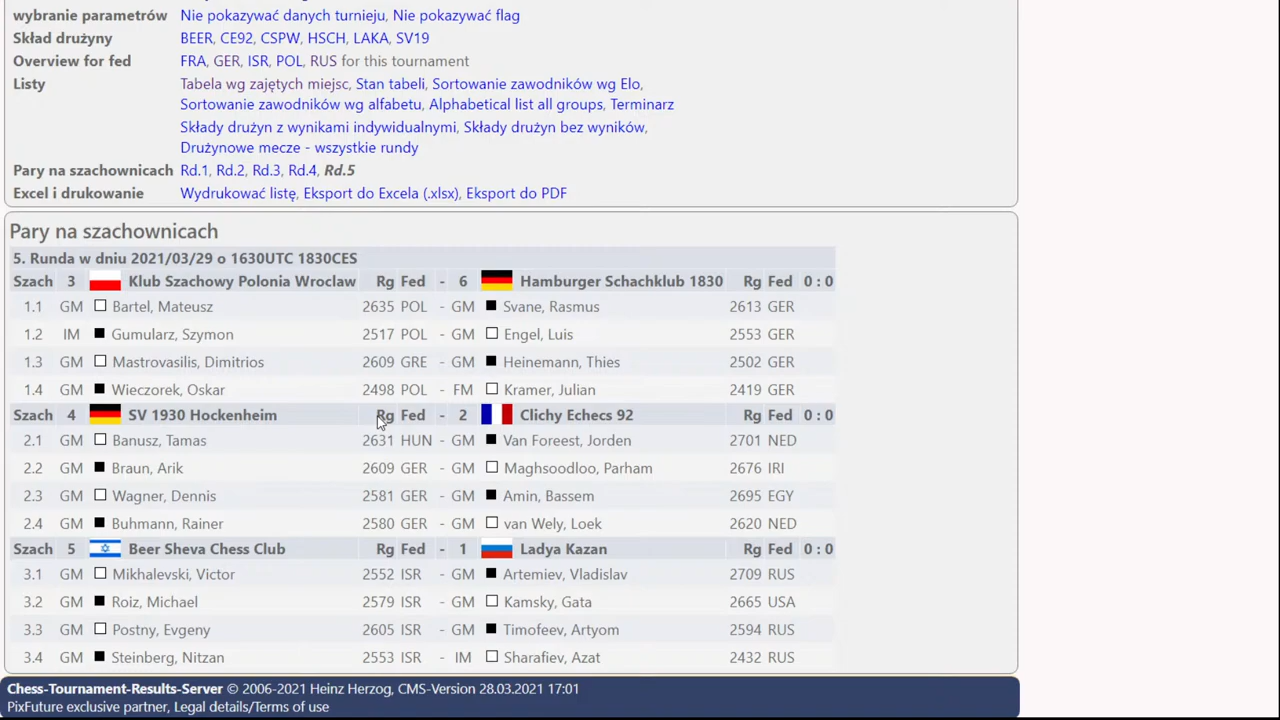 wybranie parametrów Nie pokazywać danych turnieju, Nie pokazywać flag
Skład drużyny BEER, CE92, CSPW, HSCH, LAKA, SV19
Overview for fed FRA, GER, ISR, POL, RUS for this tournament
Listy Tabela wg zajętych miejsc, Stan tabeli, Sortowanie zawodników wg Elo,
Sortowanie zawodników wg alfabetu, Alphabetical list all groups, Terminarz
Składy drużyn z wynikami indywidualnymi, Składy drużyn bez wyników,
Drużynowe mecze - wszystkie rundy
Pary na szachownicach Rd.1, Rd.2, Rd.3, Rd.4, Rd.5
Excel i drukowanie Wydrukować listę, Eksport do Excela (.xlsx), Eksport do PDF
Pary na szachownicach
5. Runda w dniu 2021/03/29 o 1630UTC 1830CES
Szach 3 Klub Szachowy Polonia Wroclaw Rg Fed - 6 Hamburger Schachklub 1830 Rg Fed 0 : 0
1.1 GM Bartel, Mateusz 2635 POL - GM Svane, Rasmus 2613 GER
1.2 IM Gumularz, Szymon 2517 POL - GM Engel, Luis 2553 GER
1.3 GM Mastrovasilis, Dimitrios 2609 GRE - GM Heinemann, Thies 2502 GER
1.4 GM Wieczorek, Oskar 2498 POL - FM Kramer, Julian 2419 GER
Szach 4 SV 1930 Hockenheim Rg Fed - 2 Clichy Echecs 92 Rg Fed 0 : 0
2.1 GM Banusz, Tamas 2631 HUN - GM Van Foreest, Jorden 2701 NED
2.2 GM Braun, Arik 2609 GER - GM Maghsoodloo, Parham 2676 IRI
2.3 GM Wagner, Dennis 2581 GER - GM Amin, Bassem 2695 EGY
2.4 GM Buhmann, Rainer 2580 GER - GM van Wely, Loek 2620 NED
Szach 5 Beer Sheva Chess Club Rg Fed - 1 Ladya Kazan Rg Fed 0 : 0
3.1 GM Mikhalevski, Victor 2552 ISR - GM Artemiev, Vladislav 2709 RUS
3.2 GM Roiz, Michael 2579 ISR - GM Kamsky, Gata 2665 USA
3.3 GM Postny, Evgeny 2605 ISR - GM Timofeev, Artyom 2594 RUS
3.4 GM Steinberg, Nitzan 2553 ISR - IM Sharafiev, Azat 2432 RUS
Chess-Tournament-Results-Server © 2006-2021 Heinz Herzog, CMS-Version 28.03.2021 17:01
PixFuture exclusive partner, Legal details/Terms of use